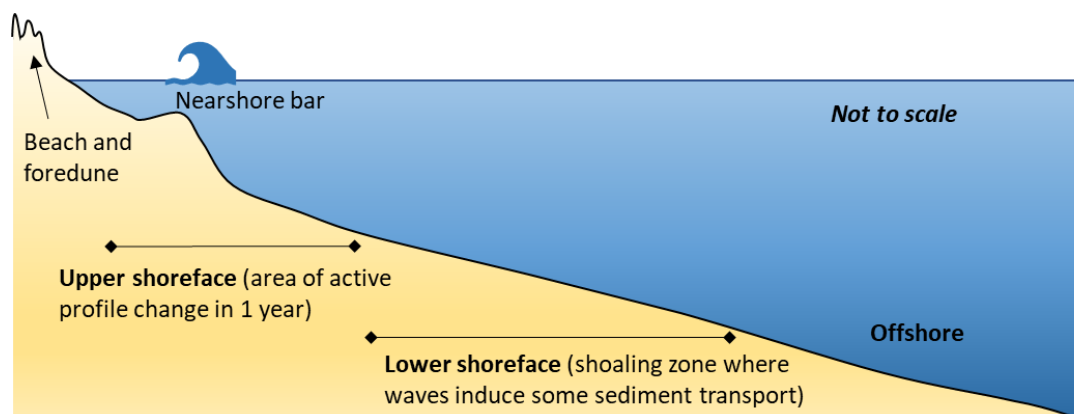 Nearshore bar
Not to scale
Beach and
foredune
Upper shoreface (area of active
profile change in 1 year)
Offshore
Lower shoreface (shoaling zone where
waves induce some sediment transport)